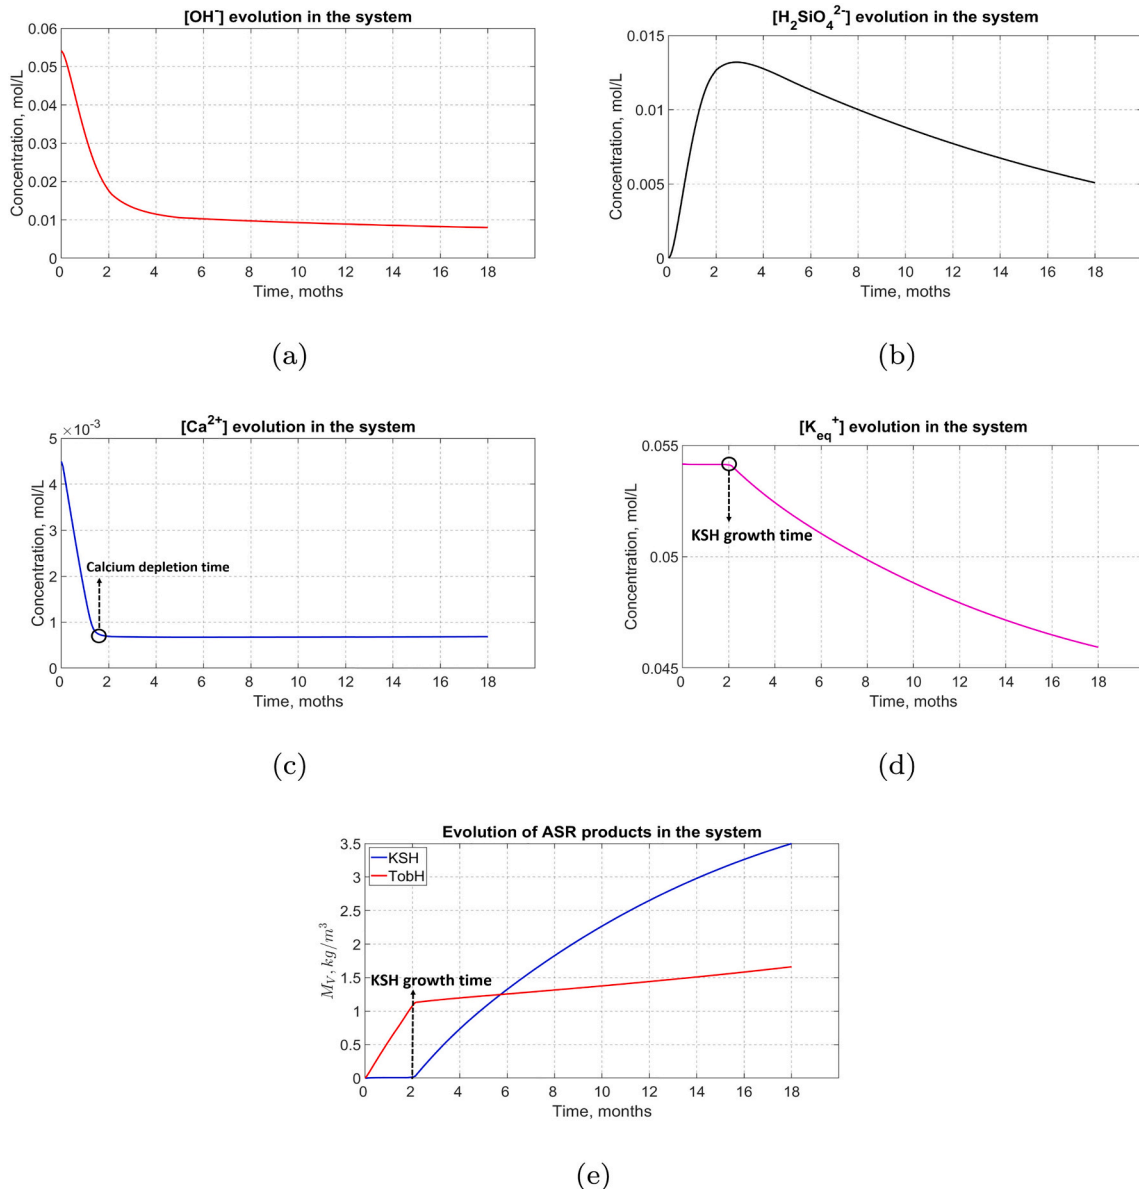 [OH⁻] evolution in the system
Concentration, mol/L
0.06
0.05
0.04
0.03
0.02
0.01
0
0 2 4 6 8 10 12 14 16 18
Time, moths
(a)
[H₂SiO₄²⁻] evolution in the system
Concentration, mol/L
0.015
0.01
0.005
0
0 2 4 6 8 10 12 14 16 18
Time, moths
(b)
[Ca²⁺] evolution in the system
×10⁻³
Concentration, mol/L
5
4
3
2
1
0
Calcium depletion time
0 2 4 6 8 10 12 14 16 18
Time, moths
(c)
[K_eq⁺] evolution in the system
Concentration, mol/L
0.055
0.05
0.045
KSH growth time
0 2 4 6 8 10 12 14 16 18
Time, moths
(d)
Evolution of ASR products in the system
M_V, kg/m³
3.5
3
2.5
2
1.5
1
0.5
0
KSH
TobH
KSH growth time
0 2 4 6 8 10 12 14 16 18
Time, months
(e)